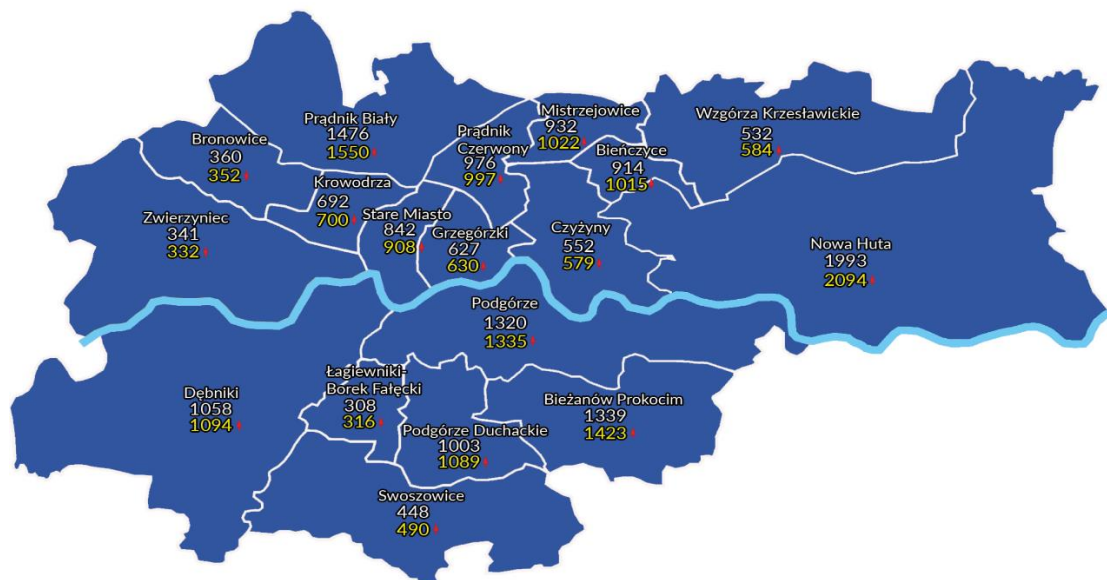 Prądnik Biały
1476
1550
Bronowice
360
352
Krowodrza
692
700
Zwierzyniec
341
332
Stare Miasto
842
908
Prądnik
Czerwony
976
997
Grzegórzki
627
630
Mistrzejowice
932
1022
Bieńczyce
914
1015
Czyżyny
552
579
Wzgórza Krzesławickie
532
584
Nowa Huta
1993
2094
Podgórze
1320
1335
Dębniki
1058
1094
Łagiewniki-
Borek Fałęcki
308
316
Podgórze Duchackie
1003
1089
Bieżanów Prokocim
1339
1423
Swoszowice
448
490